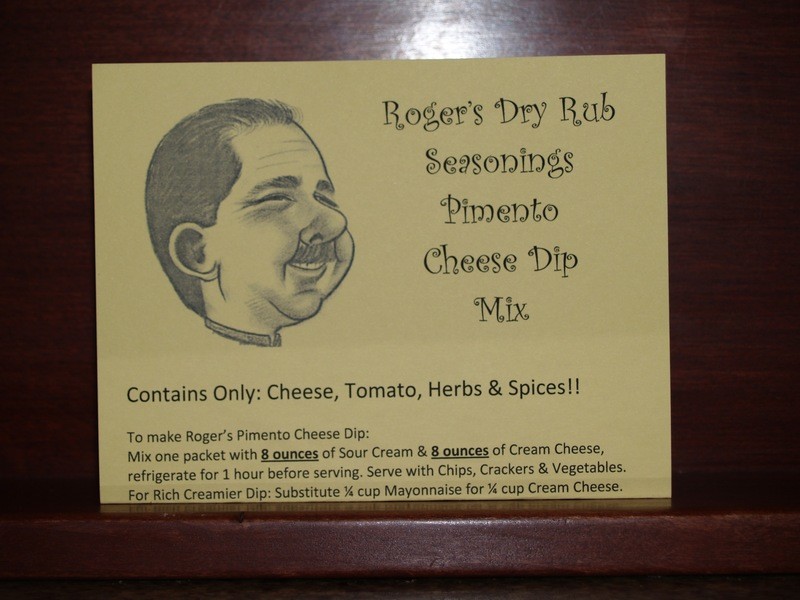 Roger's Dry Rub
Seasonings
Pimento
Cheese Dip
Mix
Contains Only: Cheese, Tomato, Herbs & Spices!!
To make Roger's Pimento Cheese Dip:
Mix one packet with 8 ounces of Sour Cream & 8 ounces of Cream Cheese,
refrigerate for 1 hour before serving. Serve with Chips, Crackers & Vegetables.
For Rich Creamier Dip: Substitute ¼ cup Mayonnaise for ¼ cup Cream Cheese.